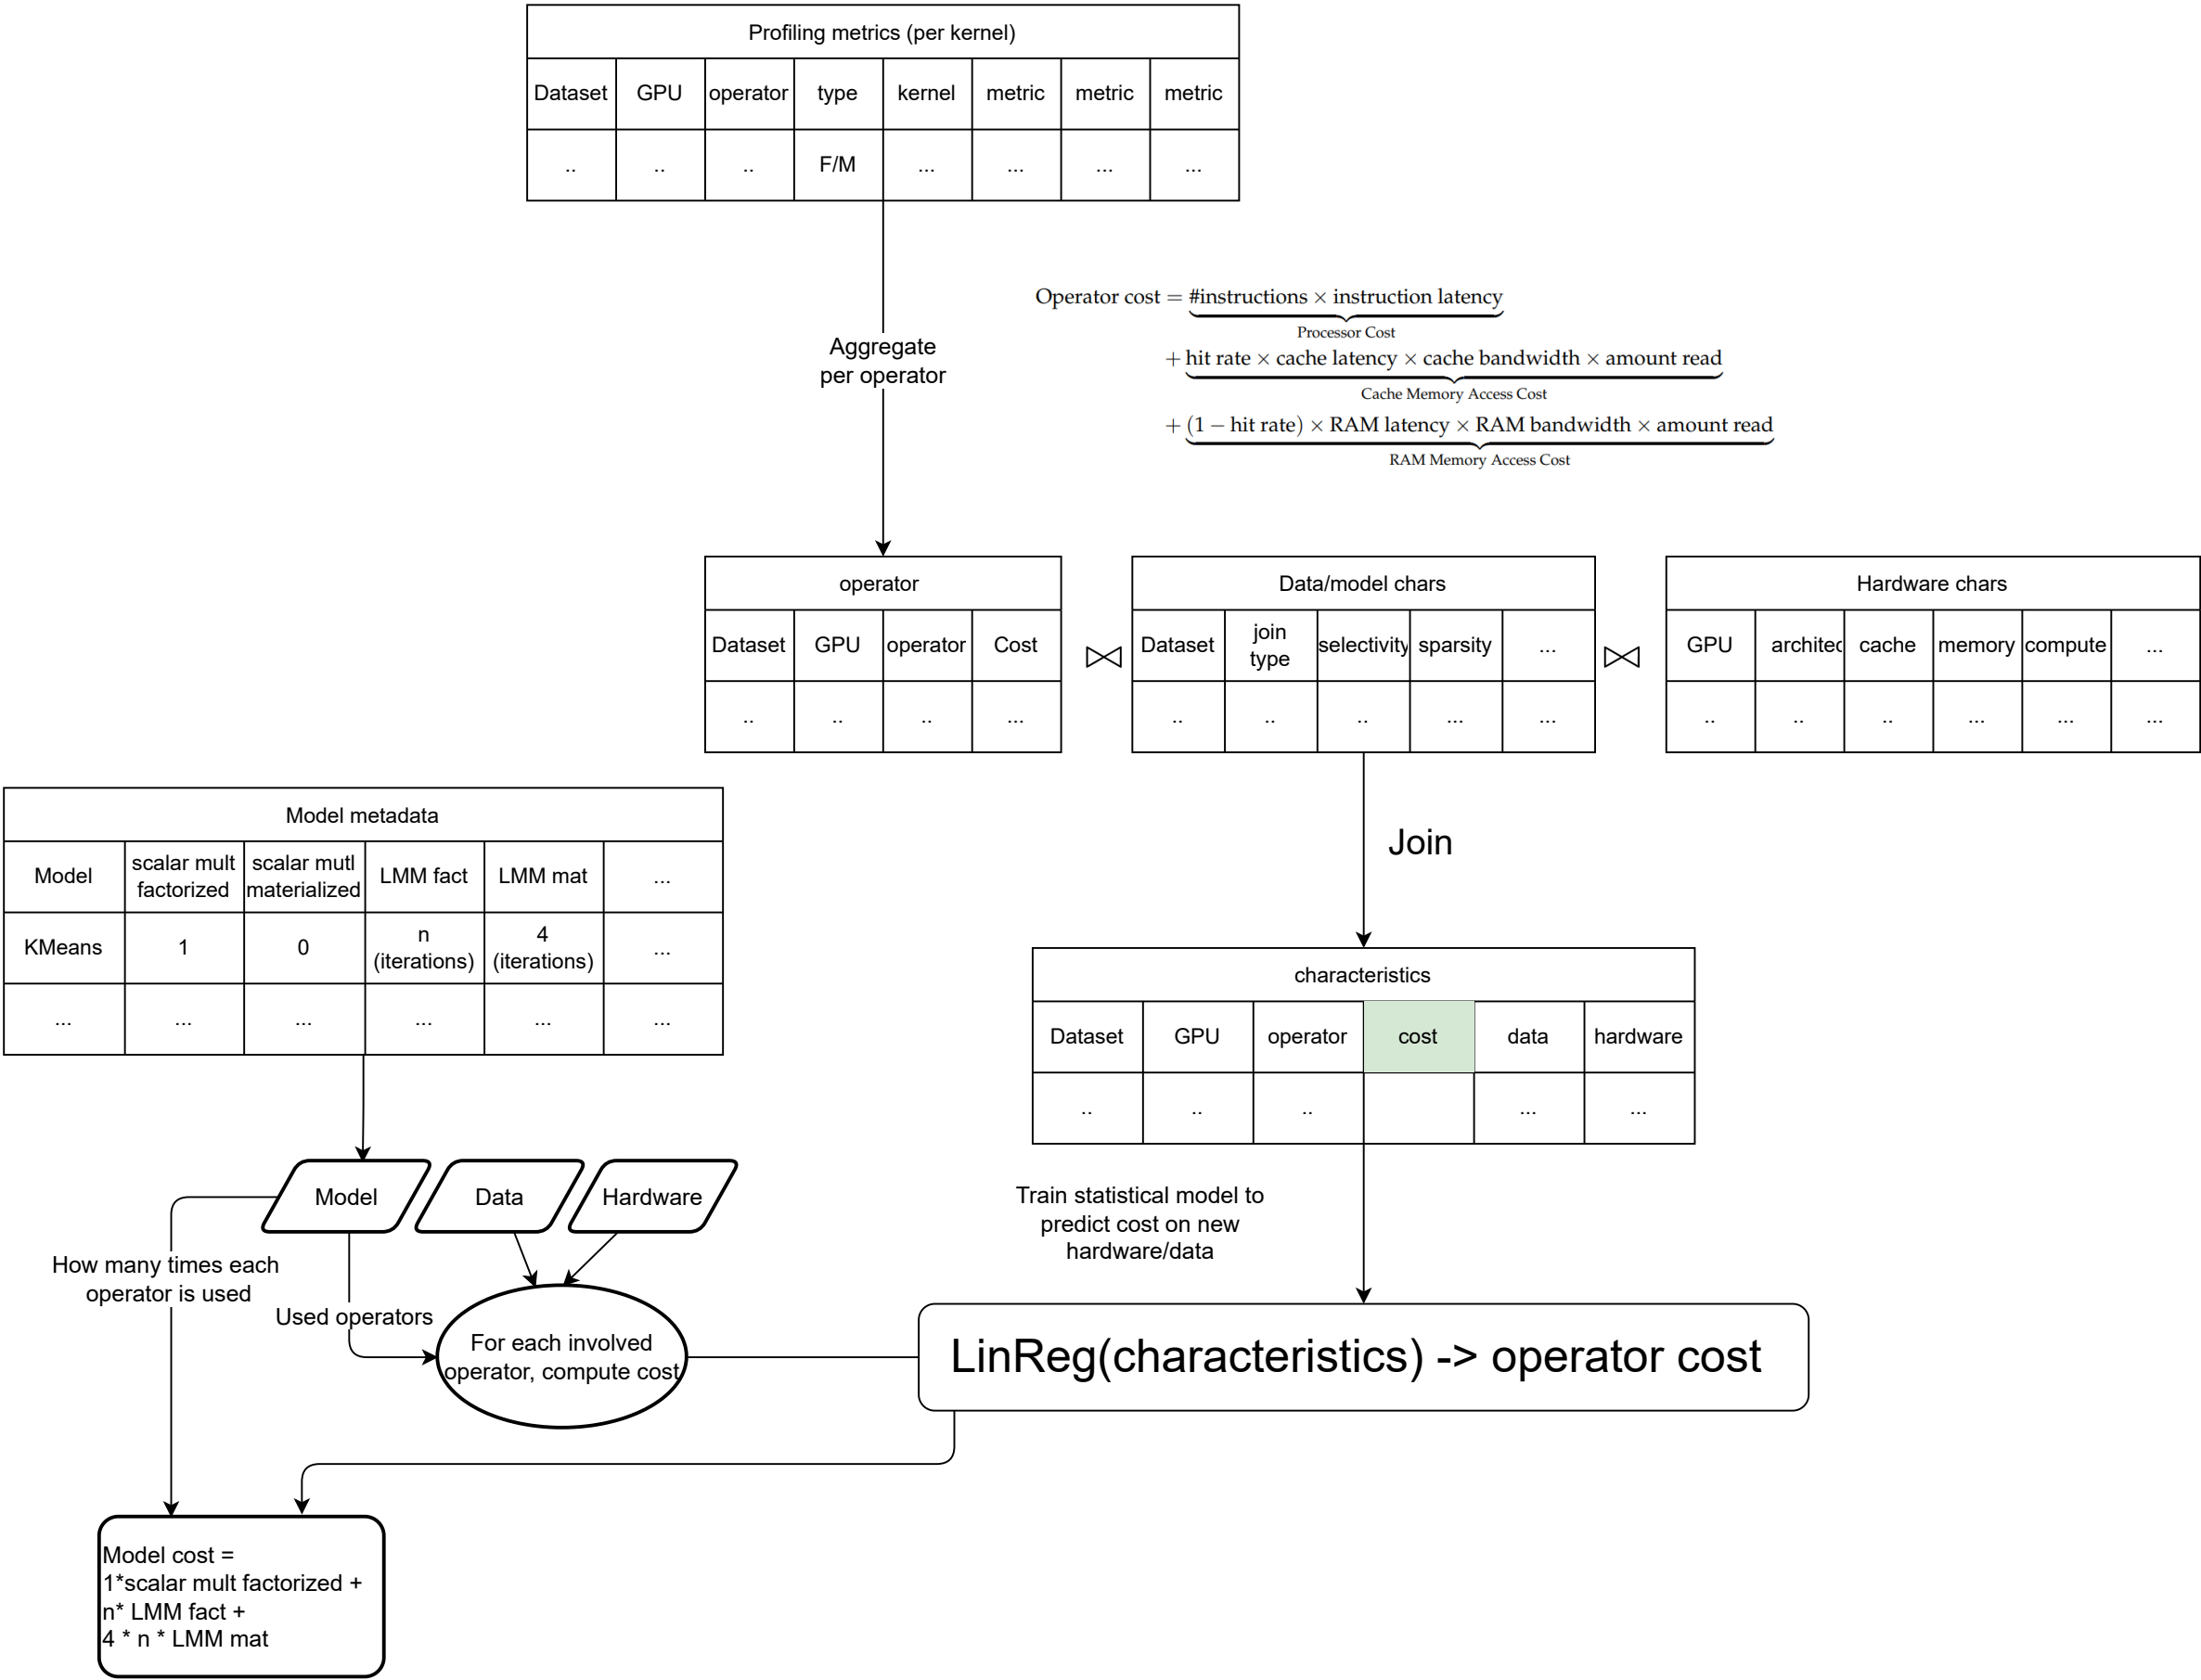 Profiling metrics (per kernel)
Dataset GPU operator type kernel metric metric metric
.. .. .. F/M ... ... ... ...
Aggregate
per operator
Operator cost = #instructions × instruction latency
Processor Cost
+ hit rate × cache latency × cache bandwidth × amount read
Cache Memory Access Cost
+ (1 − hit rate) × RAM latency × RAM bandwidth × amount read
RAM Memory Access Cost
operator
Dataset GPU operator Cost
.. .. .. ...
⋈
Data/model chars
Dataset join type selectivity sparsity ...
.. .. .. ... ...
⋈
Hardware chars
GPU architec cache memory compute ...
.. .. .. ... ... ...
Join
Model metadata
Model scalar mult factorized scalar mutl materialized LMM fact LMM mat ...
KMeans 1 0 n (iterations) 4 (iterations) ...
... ... ... ... ... ...
characteristics
Dataset GPU operator cost data hardware
.. .. .. ... ...
Model
Data
Hardware
How many times each
operator is used
Used operators
For each involved
operator, compute cost
Train statistical model to
predict cost on new
hardware/data
LinReg(characteristics) -> operator cost
Model cost =
1*scalar mult factorized +
n* LMM fact +
4 * n * LMM mat